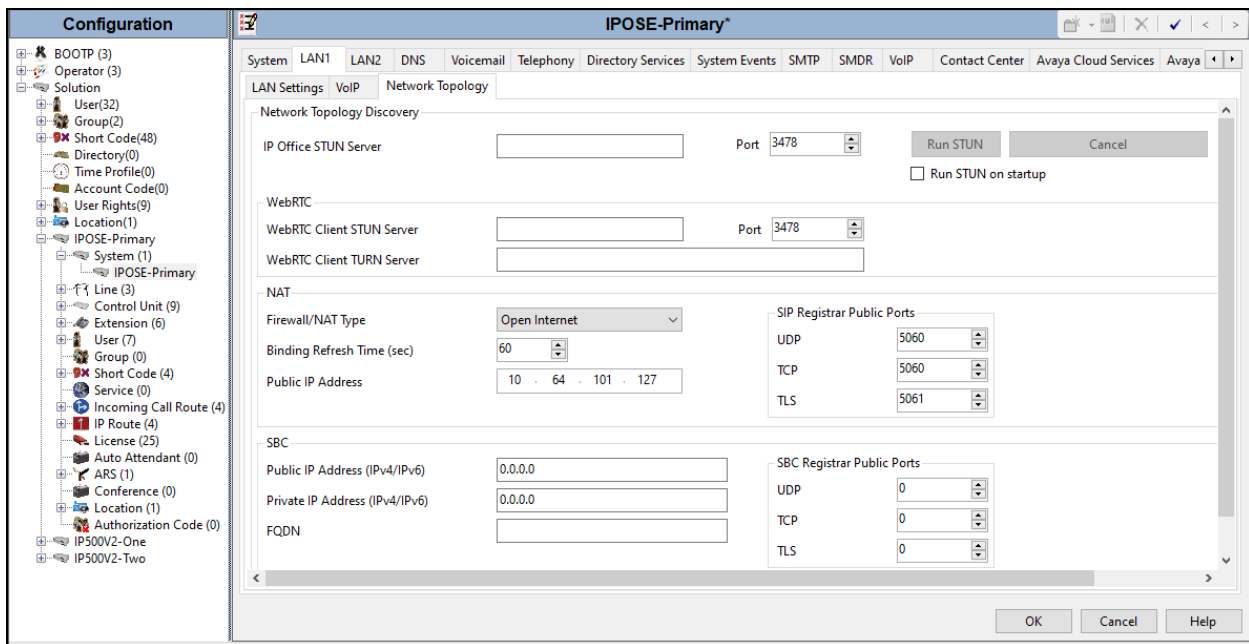 Configuration
BOOTP (3)
Operator (3)
Solution
User(32)
Group(2)
Short Code(48)
Directory(0)
Time Profile(0)
Account Code(0)
User Rights(9)
Location(1)
IPOSE-Primary
System (1)
IPOSE-Primary
Line (3)
Control Unit (9)
Extension (6)
User (7)
Group (0)
Short Code (4)
Service (0)
Incoming Call Route (4)
IP Route (4)
License (25)
Auto Attendant (0)
ARS (1)
Conference (0)
Location (1)
Authorization Code (0)
IP500V2-One
IP500V2-Two
IPOSE-Primary*
System LAN1 LAN2 DNS Voicemail Telephony Directory Services System Events SMTP SMDR VoIP Contact Center Avaya Cloud Services Avaya
LAN Settings VoIP Network Topology
Network Topology Discovery
IP Office STUN Server Port 3478 Run STUN Cancel
Run STUN on startup
WebRTC
WebRTC Client STUN Server Port 3478
WebRTC Client TURN Server
NAT
Firewall/NAT Type Open Internet
Binding Refresh Time (sec) 60
Public IP Address 10 . 64 . 101 . 127
SIP Registrar Public Ports
UDP 5060
TCP 5060
TLS 5061
SBC
Public IP Address (IPv4/IPv6) 0.0.0.0
Private IP Address (IPv4/IPv6) 0.0.0.0
FQDN
SBC Registrar Public Ports
UDP 0
TCP 0
TLS 0
OK Cancel Help